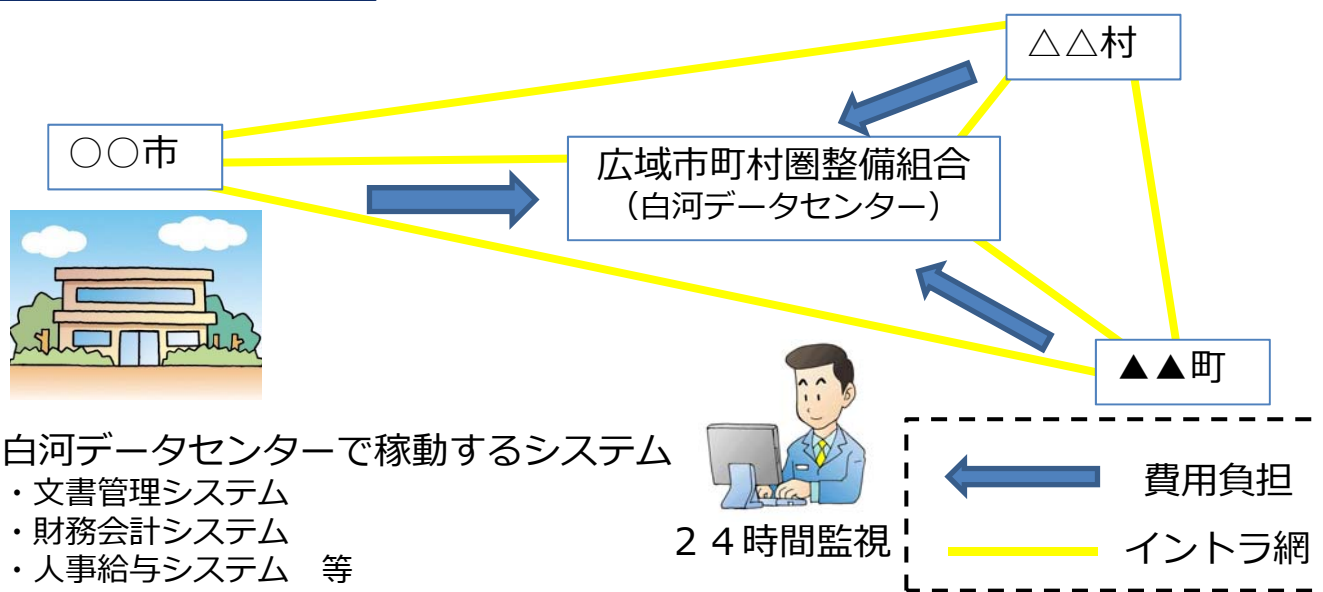 △△村
○○市
広域市町村圏整備組合
（白河データセンター）
▲▲町
白河データセンターで稼動するシステム
・文書管理システム
・財務会計システム
・人事給与システム　等
２４時間監視
費用負担
イントラ網